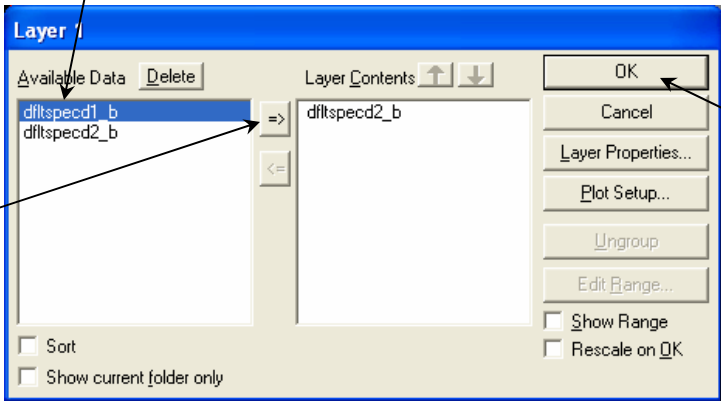 Layer 1
Available Data Delete
Layer Contents
OK
dfltspecd1_b
dfltspecd2_b
=>
<=
dfltspecd2_b
Cancel
Layer Properties...
Plot Setup...
Ungroup
Edit Range...
Show Range
Rescale on OK
Sort
Show current folder only